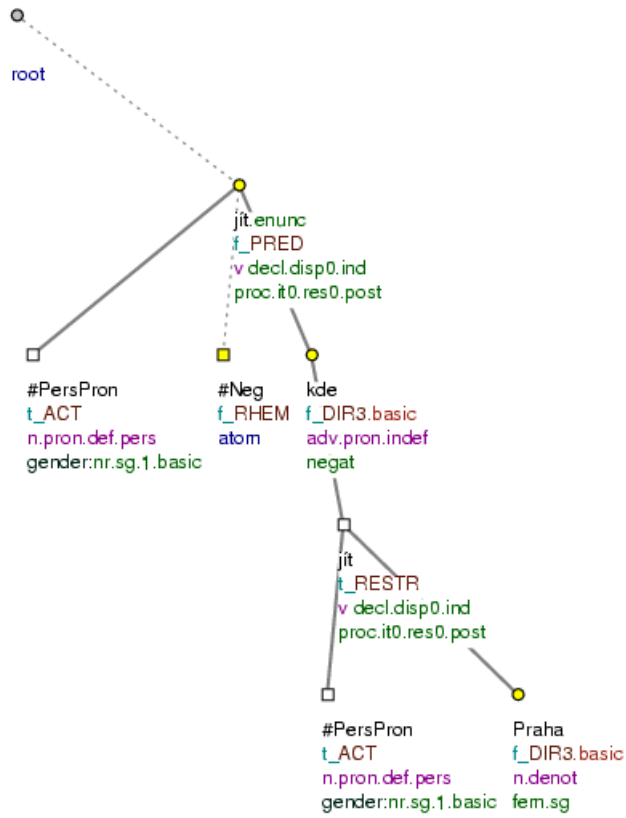 root
jít.enunc
f_PRED
v decl.disp0.ind
proc.it0.res0.post
#PersPron
t_ACT
n.pron.def.pers
gender:nr.sg.1.basic
#Neg
f_RHEM
atom
kde
f_DIR3.basic
adv.pron.indef
negat
jít
t_RESTR
v decl.disp0.ind
proc.it0.res0.post
#PersPron
t_ACT
n.pron.def.pers
gender:nr.sg.1.basic
Praha
f_DIR3.basic
n.denot
fem.sg